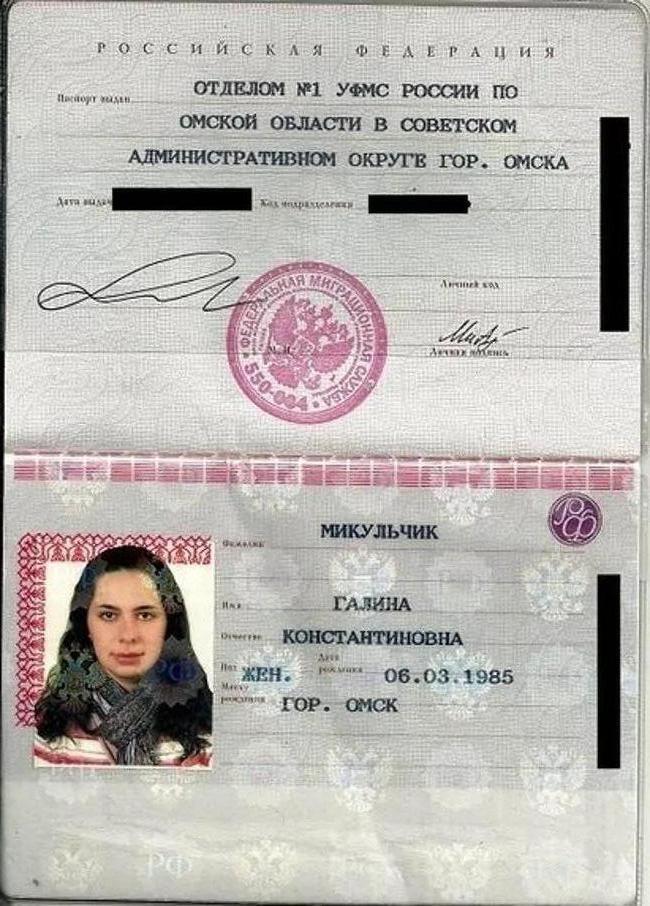 РОССИЙСКАЯ ФЕДЕРАЦИЯ
Паспорт выдан ОТДЕЛОМ №1 УФМС РОССИИ ПО
ОМСКОЙ ОБЛАСТИ В СОВЕТСКОМ
АДМИНИСТРАТИВНОМ ОКРУГЕ ГОР. ОМСКА
Дата выдачи Код подразделения
Личный код
ФЕДЕРАЛЬНАЯ МИГРАЦИОННАЯ СЛУЖБА
550-004
Личная подпись
РФ
МИКУЛЬЧИК
Фамилия
Имя ГАЛИНА
Отчество КОНСТАНТИНОВНА
Пол ЖЕН. Дата рождения 06.03.1985
Место рождения ГОР. ОМСК
РФ